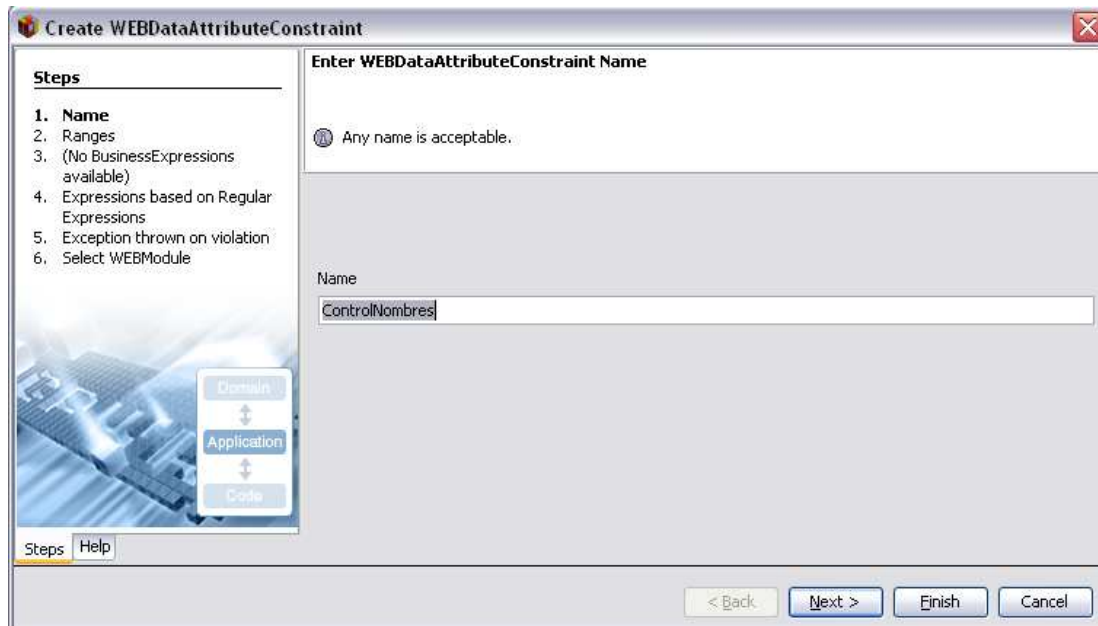 Create WEBDataAttributeConstraint
Steps
1. Name
2. Ranges
3. (No BusinessExpressions
available)
4. Expressions based on Regular
Expressions
5. Exception thrown on violation
6. Select WEBModule
Domain
Application
Code
Steps Help
Enter WEBDataAttributeConstraint Name
Any name is acceptable.
Name
ControlNombres
< Back Next > Finish Cancel